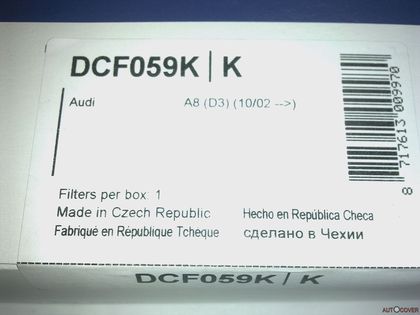 DCF059K | K
Audi A8 (D3) (10/02 -->)
8 717613 009970
Filters per box: 1
Made in Czech Republic Hecho en República Checa
Fabriqué en République Tcheque сделано в Чехии
DCF059K / K
AUTODOVER